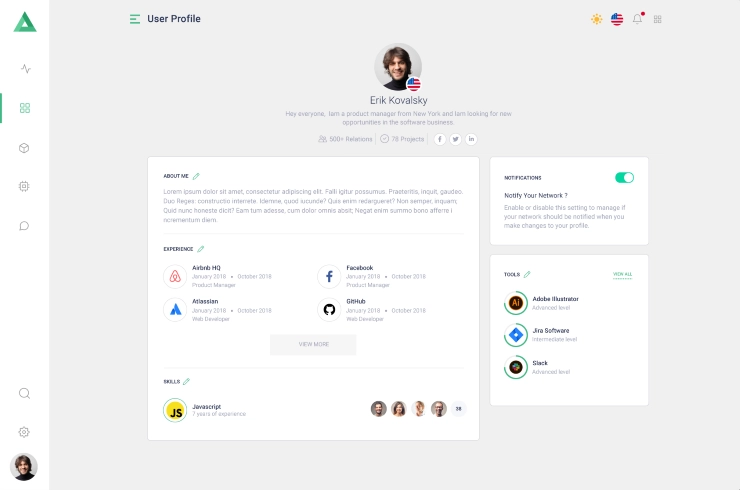 User Profile
Erik Kovalsky
Hey everyone, Iam a product manager from New York and Iam looking for new
opportunities in the software business.
500+ Relations
78 Projects
ABOUT ME
Lorem ipsum dolor sit amet, consectetur adipiscing elit. Falli igitur possumus. Praeteritis, inquit, gaudeo.
Duo Reges: constructio interrete. Idemne, quod iucunde? Quis enim redargueret? Non semper, inquam;
Quid nunc honeste dicit? Eam tum adesse, cum dolor omnis absit; Negat enim summo bono afferre i
ncrementum diem.
EXPERIENCE
Airbnb HQ
January 2018 • October 2018
Product Manager
Facebook
January 2018 • October 2018
Product Manager
Atlassian
January 2018 • October 2018
Web Developer
GitHub
January 2018 • October 2018
Web Developer
VIEW MORE
SKILLS
JS
Javascript
7 years of experience
38
NOTIFICATIONS
Notify Your Network ?
Enable or disable this setting to manage if
your network should be notified when you
make changes to your profile.
TOOLS
VIEW ALL
Ai
Adobe Illustrator
Advanced level
Jira Software
Intermediate level
Slack
Advanced level